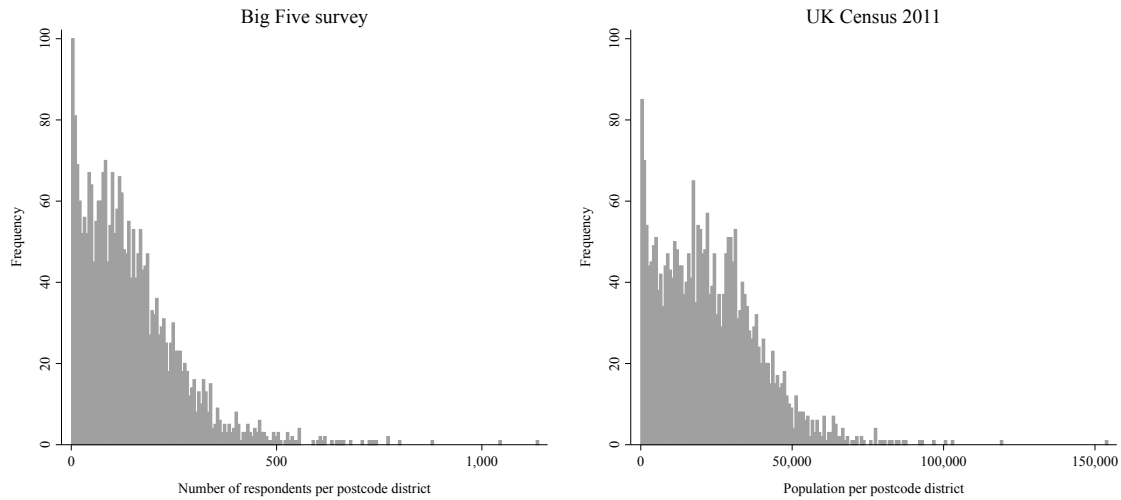 Big Five survey
100
80
60
40
20
0
Frequency
0 500 1,000
Number of respondents per postcode district
UK Census 2011
100
80
60
40
20
0
Frequency
0 50,000 100,000 150,000
Population per postcode district